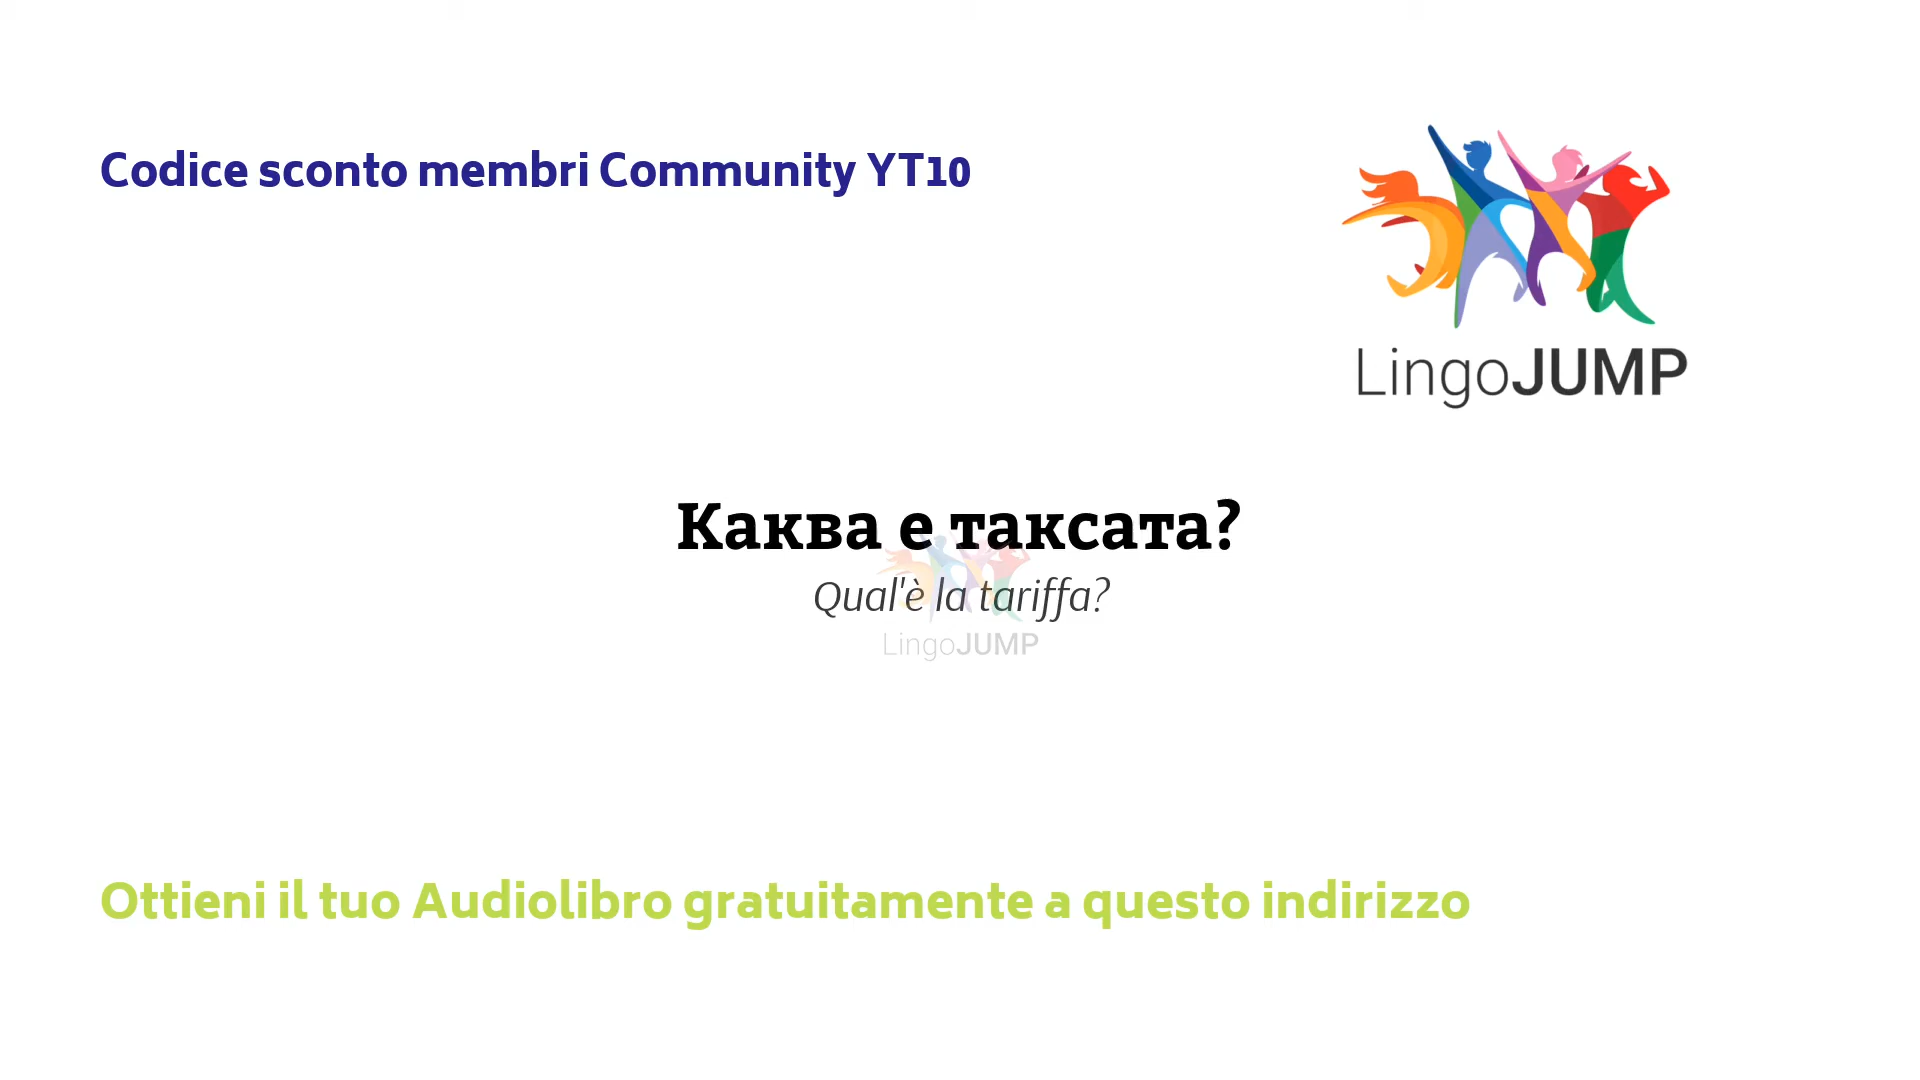 Codice sconto membri Community YT10
LingoJUMP
Каква е таксата?
Qual'è la tariffa?
LingoJUMP
Ottieni il tuo Audiolibro gratuitamente a questo indirizzo